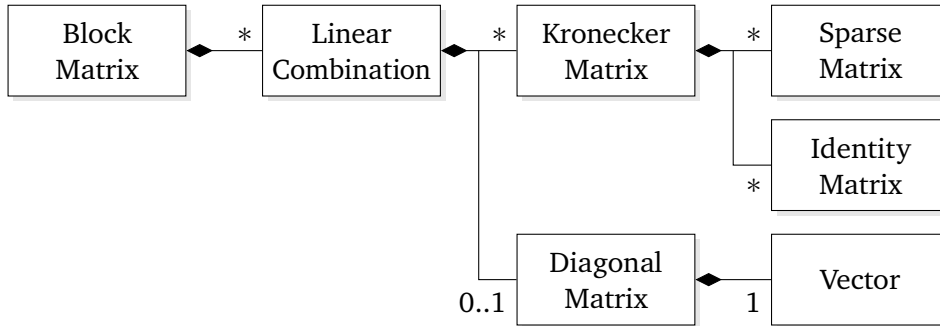 Block
Matrix
*
Linear
Combination
*
Kronecker
Matrix
*
Sparse
Matrix
*
Identity
Matrix
0..1
Diagonal
Matrix
1
Vector